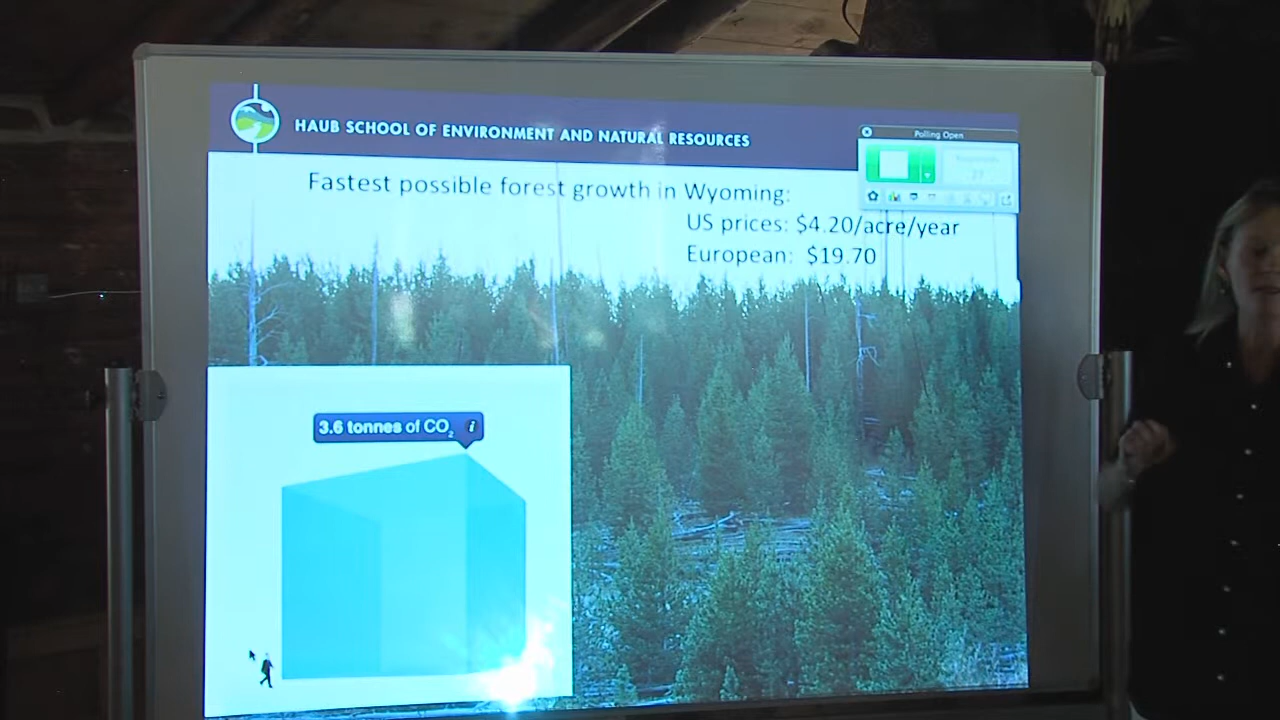 HAUB SCHOOL OF ENVIRONMENT AND NATURAL RESOURCES
Polling Open
27
Fastest possible forest growth in Wyoming:
US prices: $4.20/acre/year
European: $19.70
3.6 tonnes of CO₂ i